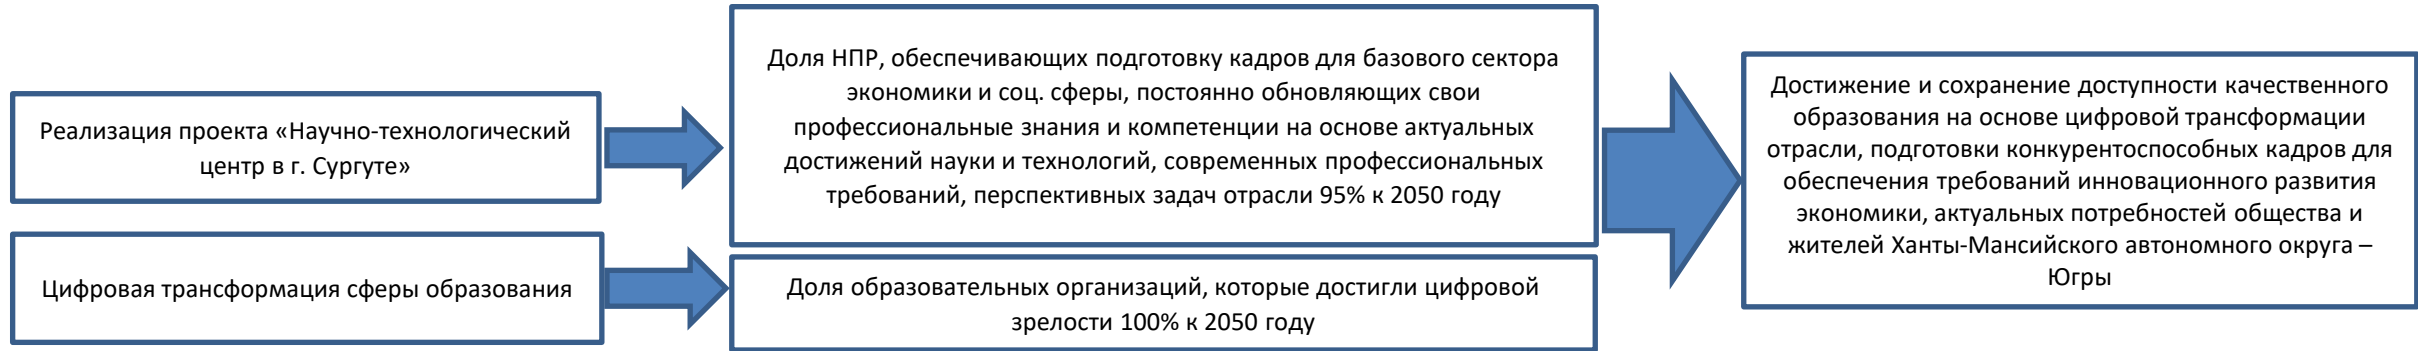 Реализация проекта «Научно-технологический
центр в г. Сургуте»
Цифровая трансформация сферы образования
Доля НПР, обеспечивающих подготовку кадров для базового сектора
экономики и соц. сферы, постоянно обновляющих свои
профессиональные знания и компетенции на основе актуальных
достижений науки и технологий, современных профессиональных
требований, перспективных задач отрасли 95% к 2050 году
Доля образовательных организаций, которые достигли цифровой
зрелости 100% к 2050 году
Достижение и сохранение доступности качественного
образования на основе цифровой трансформации
отрасли, подготовки конкурентоспособных кадров для
обеспечения требований инновационного развития
экономики, актуальных потребностей общества и
жителей Ханты-Мансийского автономного округа –
Югры